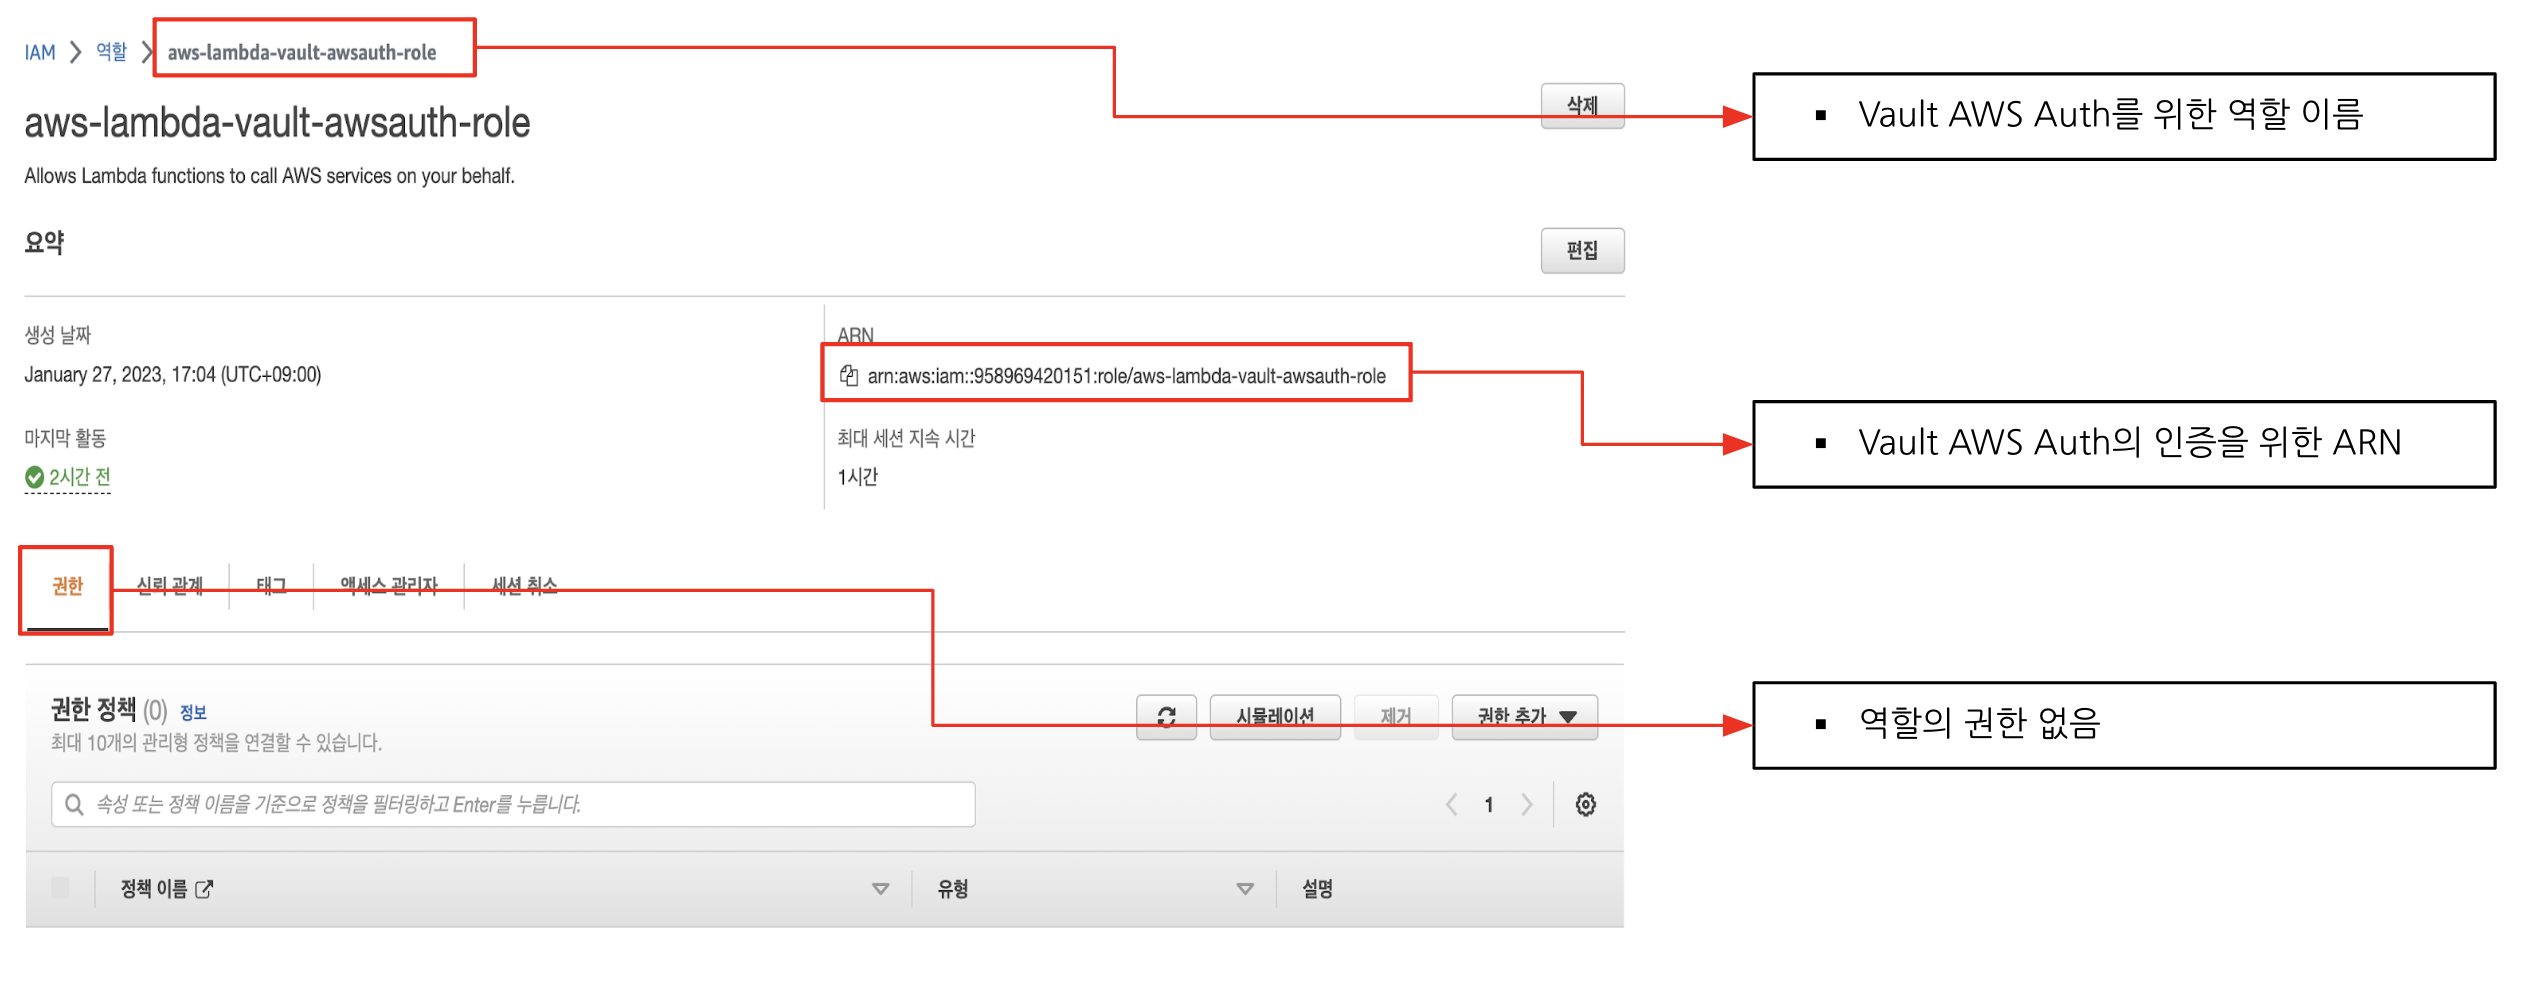 IAM > 역할 > aws-lambda-vault-awsauth-role
aws-lambda-vault-awsauth-role
삭제
Allows Lambda functions to call AWS services on your behalf.
▪ Vault AWS Auth를 위한 역할 이름
요약
편집
생성 날짜
January 27, 2023, 17:04 (UTC+09:00)
ARN
arn:aws:iam::958969420151:role/aws-lambda-vault-awsauth-role
마지막 활동
2시간 전
최대 세션 지속 시간
1시간
▪ Vault AWS Auth의 인증을 위한 ARN
권한 신뢰 관계 태그 액세스 관리자 세션 취소
권한 정책 (0) 정보
최대 10개의 관리형 정책을 연결할 수 있습니다.
시뮬레이션 제거 권한 추가
▪ 역할의 권한 없음
속성 또는 정책 이름을 기준으로 정책을 필터링하고 Enter를 누릅니다.
1
정책 이름 유형 설명